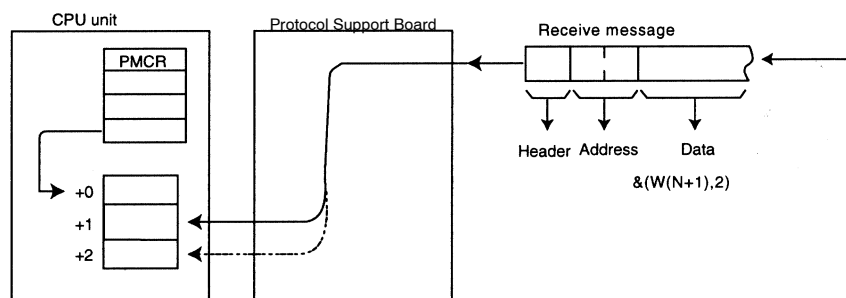 CPU unit
Protocol Support Board
Receive message
PMCR
Header Address Data
&(W(N+1),2)
+0
+1
+2